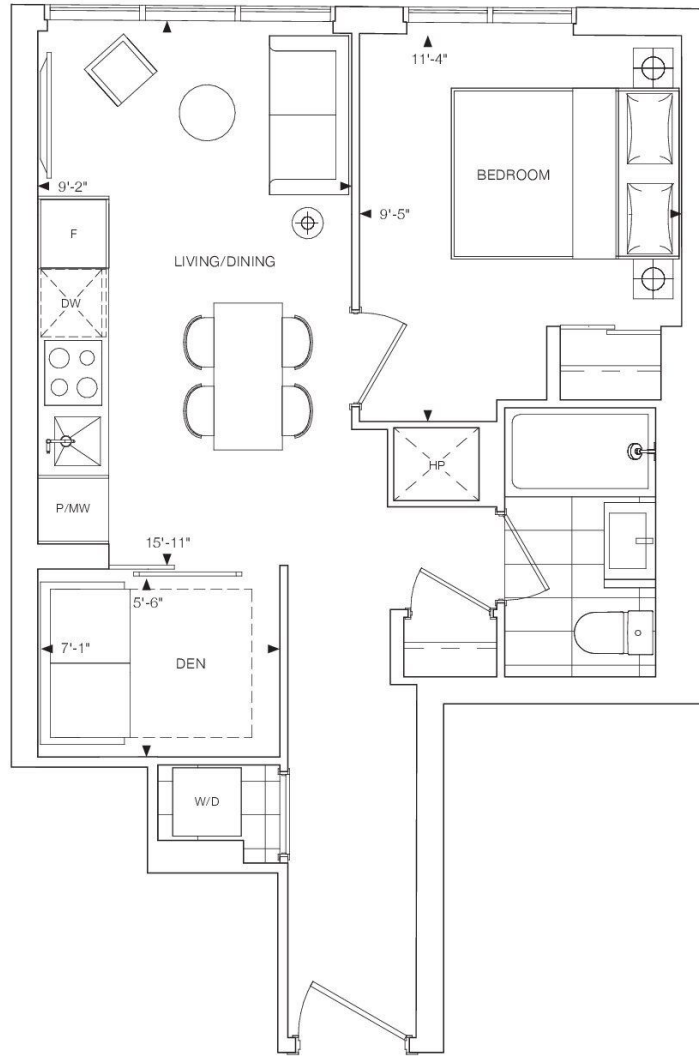 11'-4"
BEDROOM
9'-2"
9'-5"
F
LIVING/DINING
DW
HP
P/MW
15'-11"
5'-6"
7'-1"
DEN
W/D